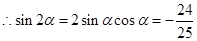 ∴sin 2α = 2 sin α cos α = −24/25